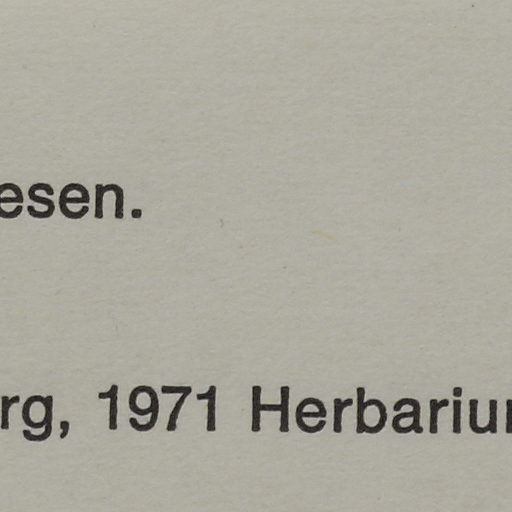 esen.
rg, 1971 Herbariu